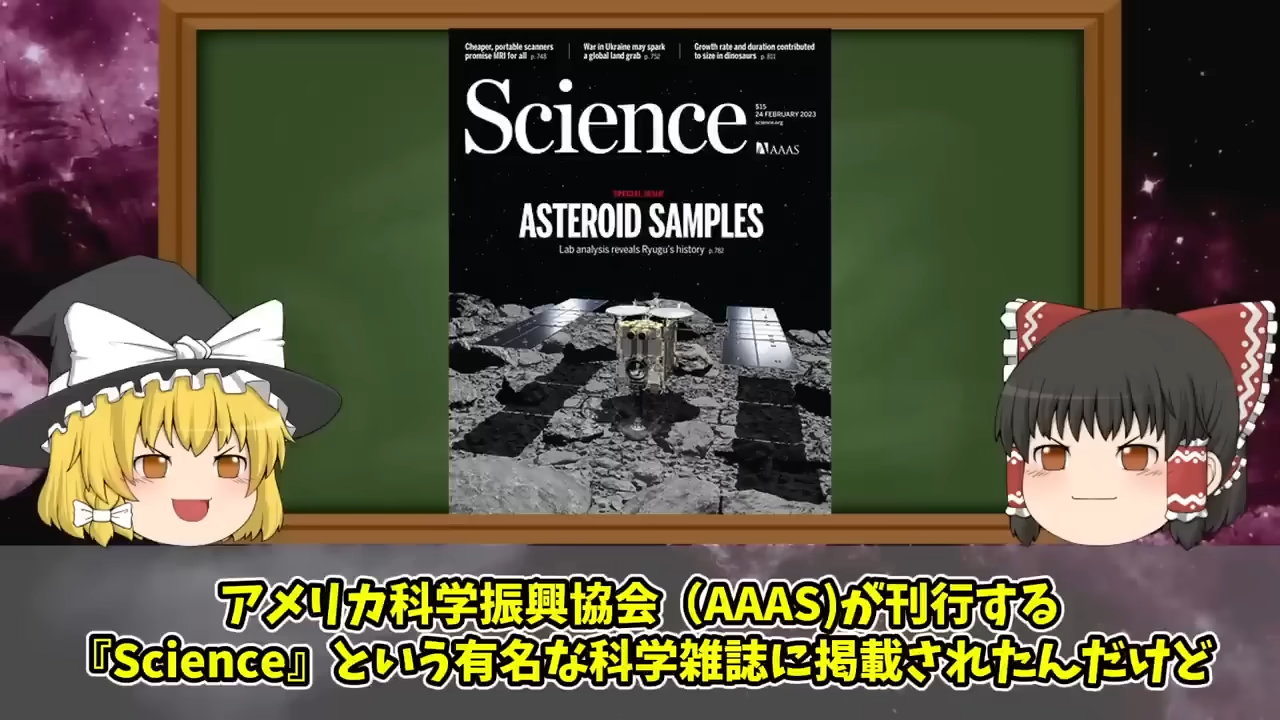 Cheaper, portable scanners
promise MRI for all p. 748
War in Ukraine may spark
a global land grab p. 752
Growth rate and duration contributed
to size in dinosaurs p. 811
Science
$15
24 FEBRUARY 2023
science.org
AAAS
SPECIAL ISSUE
ASTEROID SAMPLES
Lab analysis reveals Ryugu's history p. 782
アメリカ科学振興協会（AAAS)が刊行する
『Science』という有名な科学雑誌に掲載されたんだけど